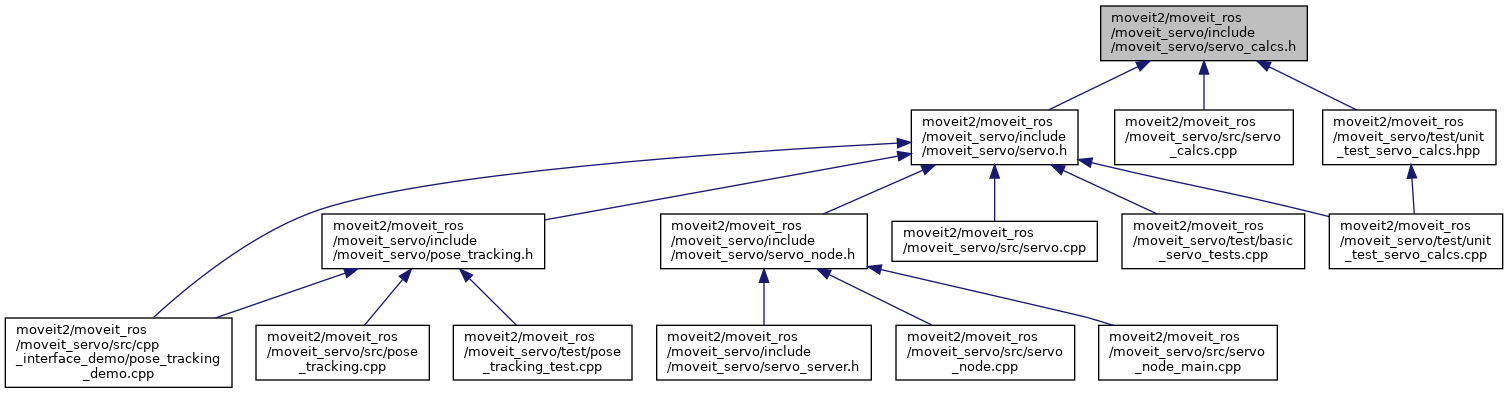 moveit2/moveit_ros
/moveit_servo/include
/moveit_servo/servo_calcs.h
moveit2/moveit_ros
/moveit_servo/include
/moveit_servo/servo.h
moveit2/moveit_ros
/moveit_servo/src/servo
_calcs.cpp
moveit2/moveit_ros
/moveit_servo/test/unit
_test_servo_calcs.hpp
moveit2/moveit_ros
/moveit_servo/include
/moveit_servo/pose_tracking.h
moveit2/moveit_ros
/moveit_servo/include
/moveit_servo/servo_node.h
moveit2/moveit_ros
/moveit_servo/src/servo.cpp
moveit2/moveit_ros
/moveit_servo/test/basic
_servo_tests.cpp
moveit2/moveit_ros
/moveit_servo/test/unit
_test_servo_calcs.cpp
moveit2/moveit_ros
/moveit_servo/src/cpp
_interface_demo/pose_tracking
_demo.cpp
moveit2/moveit_ros
/moveit_servo/src/pose
_tracking.cpp
moveit2/moveit_ros
/moveit_servo/test/pose
_tracking_test.cpp
moveit2/moveit_ros
/moveit_servo/include
/moveit_servo/servo_server.h
moveit2/moveit_ros
/moveit_servo/src/servo
_node.cpp
moveit2/moveit_ros
/moveit_servo/src/servo
_node_main.cpp